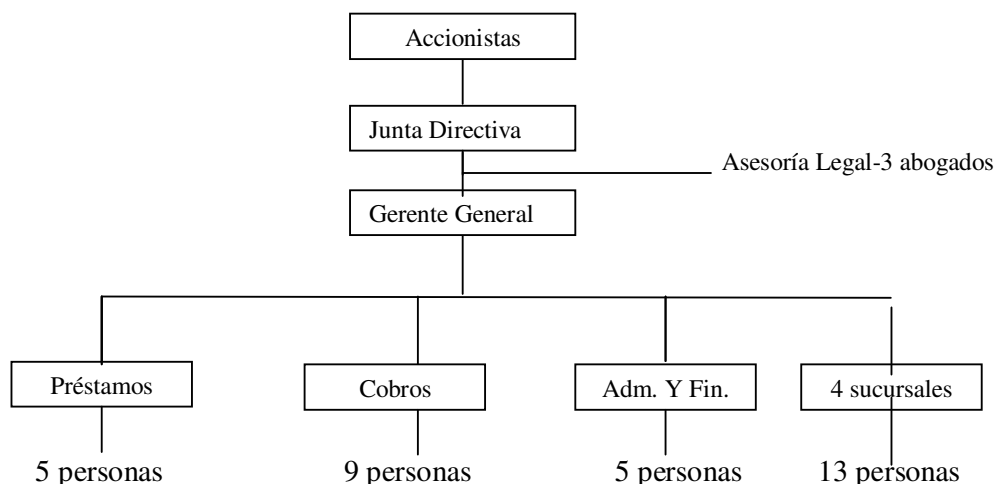 Accionistas
Junta Directiva
Asesoría Legal-3 abogados
Gerente General
Préstamos
Cobros
Adm. Y Fin.
4 sucursales
5 personas
9 personas
5 personas
13 personas